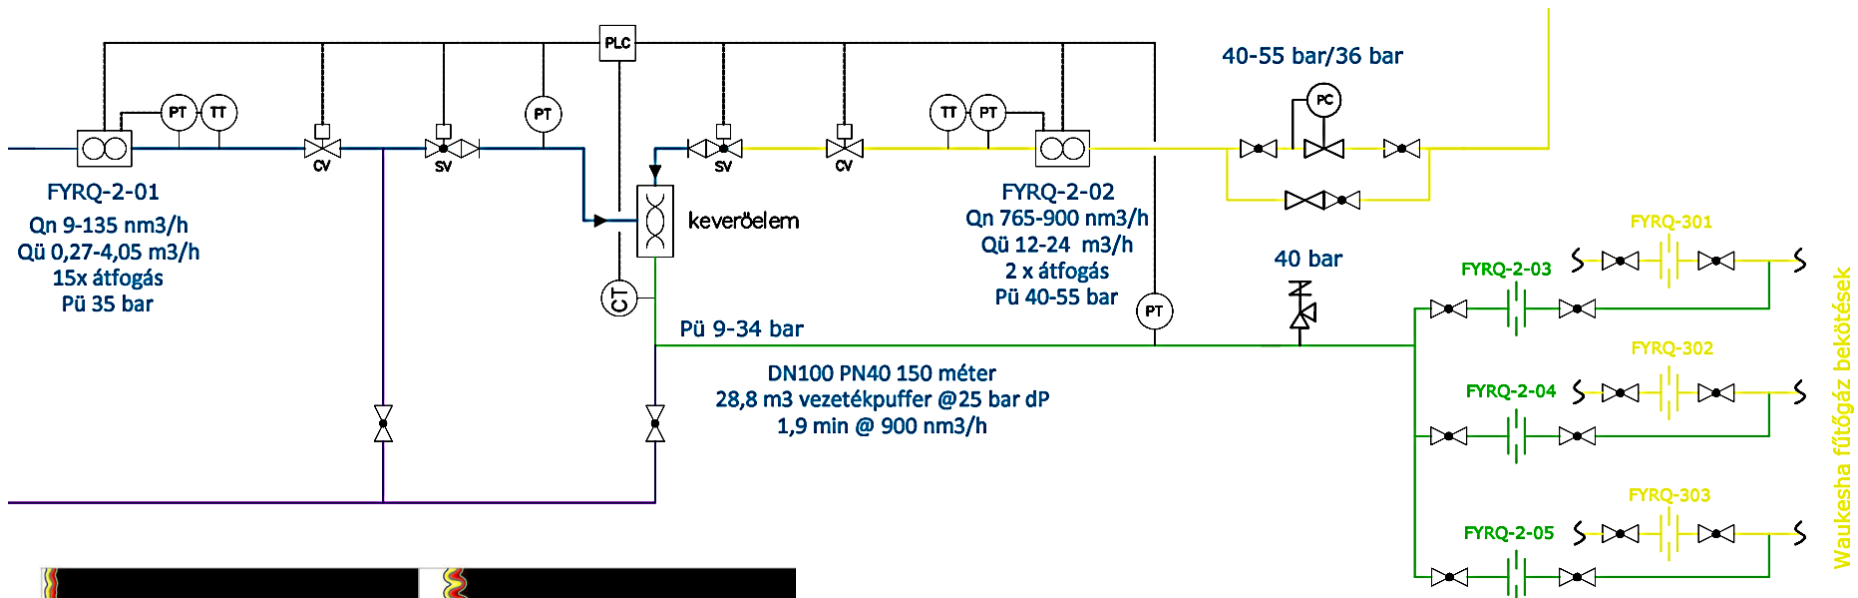 PLC
40-55 bar/36 bar
PT
TT
PT
TT
PT
PC
CV
SV
SV
CV
FYRQ-2-01
Qn 9-135 nm3/h
Qü 0,27-4,05 m3/h
15x átfogás
Pü 35 bar
keverőelem
FYRQ-2-02
Qn 765-900 nm3/h
Qü 12-24 m3/h
2 x átfogás
Pü 40-55 bar
CT
PT
40 bar
Pü 9-34 bar
DN100 PN40 150 méter
28,8 m3 vezetékpuffer @25 bar dP
1,9 min @ 900 nm3/h
FYRQ-301
FYRQ-2-03
FYRQ-302
FYRQ-2-04
FYRQ-303
FYRQ-2-05
Waukesha fűtőgáz bekötések